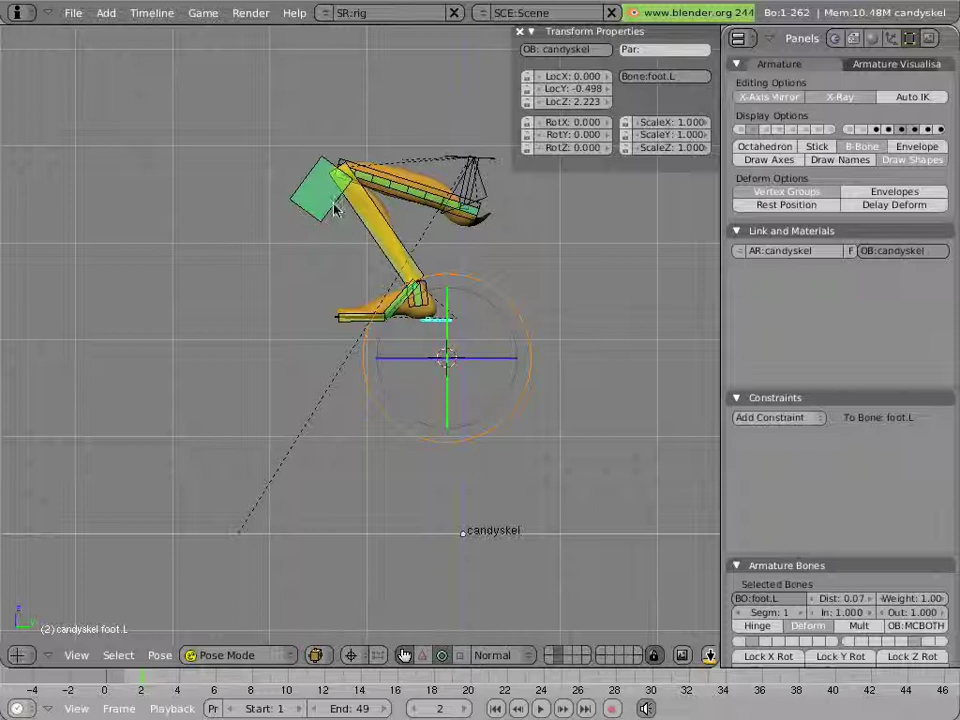 File Add Timeline Game Render Help SR:rig SCE:Scene www.blender.org 244 Bo:1-262 | Mem:10.48M candyskel
Transform Properties
OB: candyskel Par:
LocX: 0.000 Bone:foot.L
LocY: -0.498
LocZ: 2.223
RotX: 0.000 ScaleX: 1.000
RotY: 0.000 ScaleY: 1.000
RotZ: 0.000 ScaleZ: 1.000
Panels
Armature Armature Visualisa
Editing Options
X-Axis Mirror X-Ray Auto IK
Display Options
Octahedron Stick B-Bone Envelope
Draw Axes Draw Names Draw Shapes
Deform Options
Vertex Groups Envelopes
Rest Position Delay Deform
Link and Materials
AR:candyskel F OB:candyskel
Constraints
Add Constraint To Bone: foot.L
candyskel
Armature Bones
Selected Bones
BO:foot.L Dist: 0.07 Weight: 1.00
Segm: 1 In: 1.000 Out: 1.000
Hinge Deform Mult OB:MCBOTH
Lock X Rot Lock Y Rot Lock Z Rot
z
y
(2) candyskel foot.L
View Select Pose Pose Mode Normal
-4 -2 0 2 4 6 8 10 12 14 16 18 20 22 24 26 28 30 32 34 36 38 40 42 44 46
View Frame Playback Pr Start: 1 End: 49 2